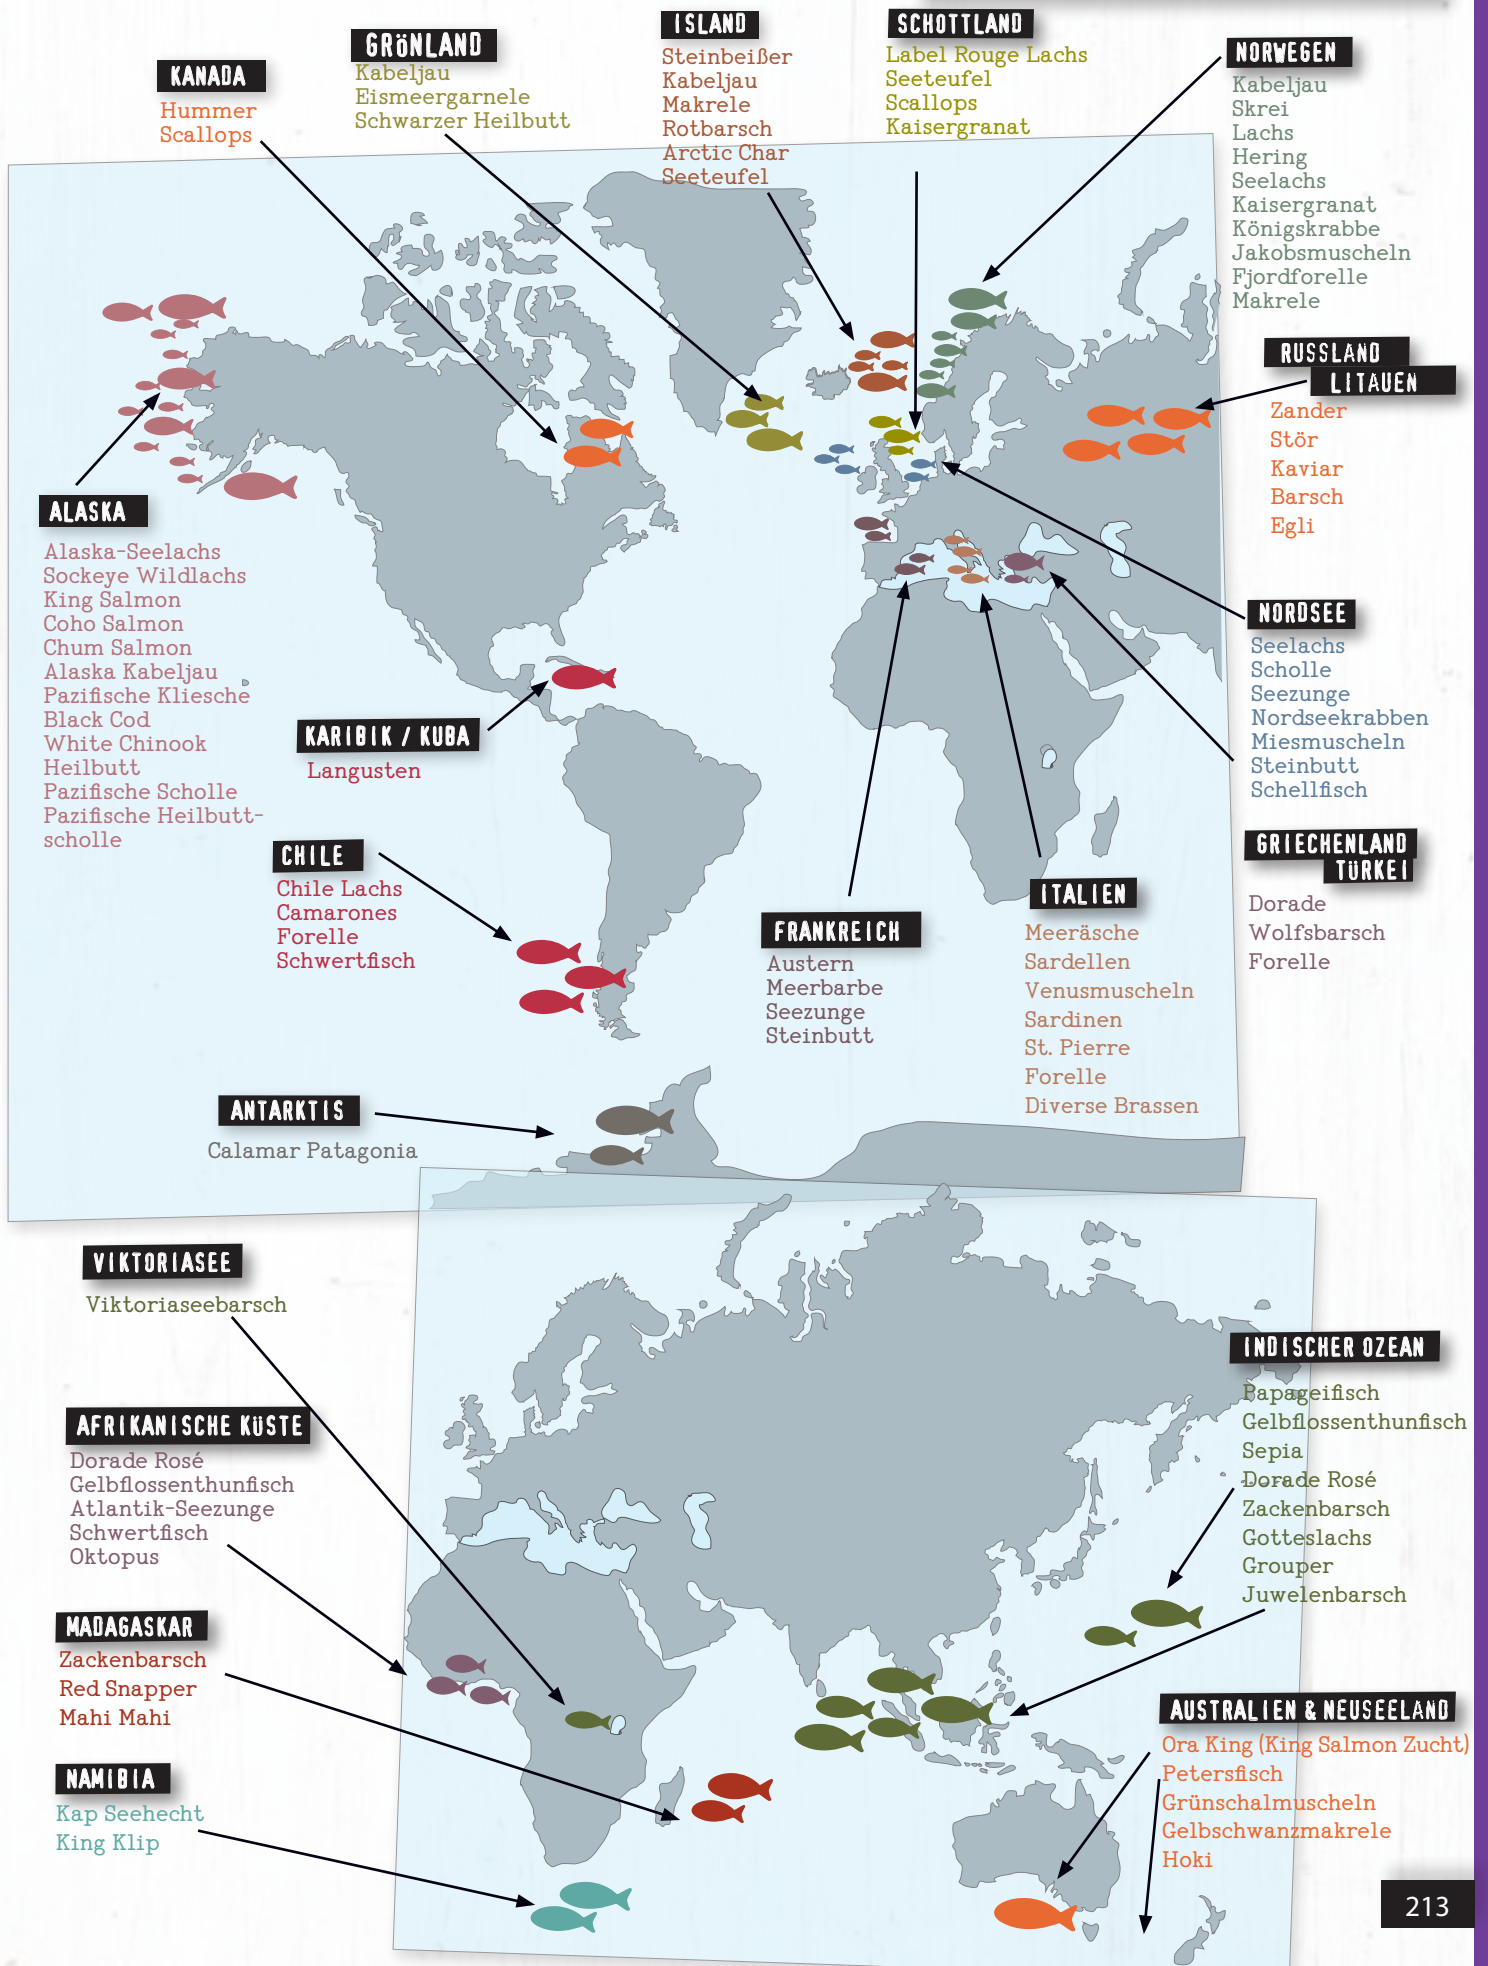 KANADA
Hummer
Scallops
GRÖNLAND
Kabeljau
Eismeergarnele
Schwarzer Heilbutt
ISLAND
Steinbeißer
Kabeljau
Makrele
Rotbarsch
Arctic Char
Seeteufel
SCHOTTLAND
Label Rouge Lachs
Seeteufel
Scallops
Kaisergranat
NORWEGEN
Kabeljau
Skrei
Lachs
Hering
Seelachs
Kaisergranat
Königskrabbe
Jakobsmuscheln
Fjordforelle
Makrele
RUSSLAND
LITAUEN
Zander
Stör
Kaviar
Barsch
Egli
ALASKA
Alaska-Seelachs
Sockeye Wildlachs
King Salmon
Coho Salmon
Chum Salmon
Alaska Kabeljau
Pazifische Kliesche
Black Cod
White Chinook
Heilbutt
Pazifische Scholle
Pazifische Heilbutt-
scholle
NORDSEE
Seelachs
Scholle
Seezunge
Nordseekrabben
Miesmuscheln
Steinbutt
Schellfisch
KARIBIK / KUBA
Langusten
CHILE
Chile Lachs
Camarones
Forelle
Schwertfisch
FRANKREICH
Austern
Meerbarbe
Seezunge
Steinbutt
ITALIEN
Meeräsche
Sardellen
Venusmuscheln
Sardinen
St. Pierre
Forelle
Diverse Brassen
GRIECHENLAND
TÜRKEI
Dorade
Wolfsbarsch
Forelle
ANTARKTIS
Calamar Patagonia
VIKTORIASEE
Viktoriaseebarsch
AFRIKANISCHE KÜSTE
Dorade Rosé
Gelbflossenthunfisch
Atlantik-Seezunge
Schwertfisch
Oktopus
MADAGASKAR
Zackenbarsch
Red Snapper
Mahi Mahi
NAMIBIA
Kap Seehecht
King Klip
INDISCHER OZEAN
Papageifisch
Gelbflossenthunfisch
Sepia
Dorade Rosé
Zackenbarsch
Gotteslachs
Grouper
Juwelenbarsch
AUSTRALIEN & NEUSEELAND
Ora King (King Salmon Zucht)
Petersfisch
Grünschalmuscheln
Gelbschwanzmakrele
Hoki
213